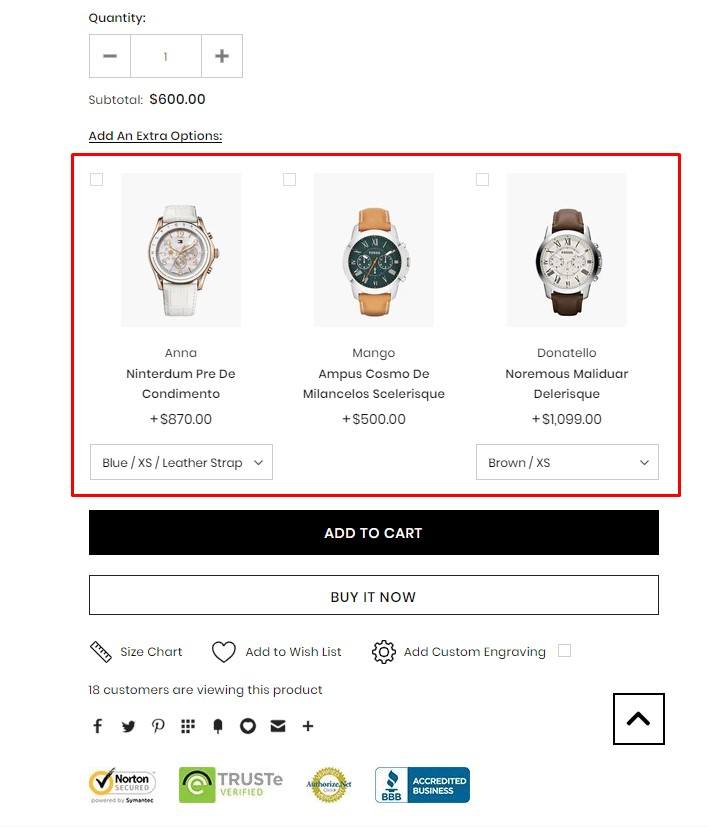 Quantity:
1
Subtotal: $600.00
Add An Extra Options:
Anna
Ninterdum Pre De
Condimento
+$870.00
Blue / XS / Leather Strap
Mango
Ampus Cosmo De
Milancelos Scelerisque
+$500.00
Donatello
Noremous Maliduar
Delerisque
+$1,099.00
Brown / XS
ADD TO CART
BUY IT NOW
Size Chart
Add to Wish List
Add Custom Engraving
18 customers are viewing this product
Norton
SECURED
powered by Symantec
TRUSTe
VERIFIED
Authorize.Net
BBB
ACCREDITED
BUSINESS